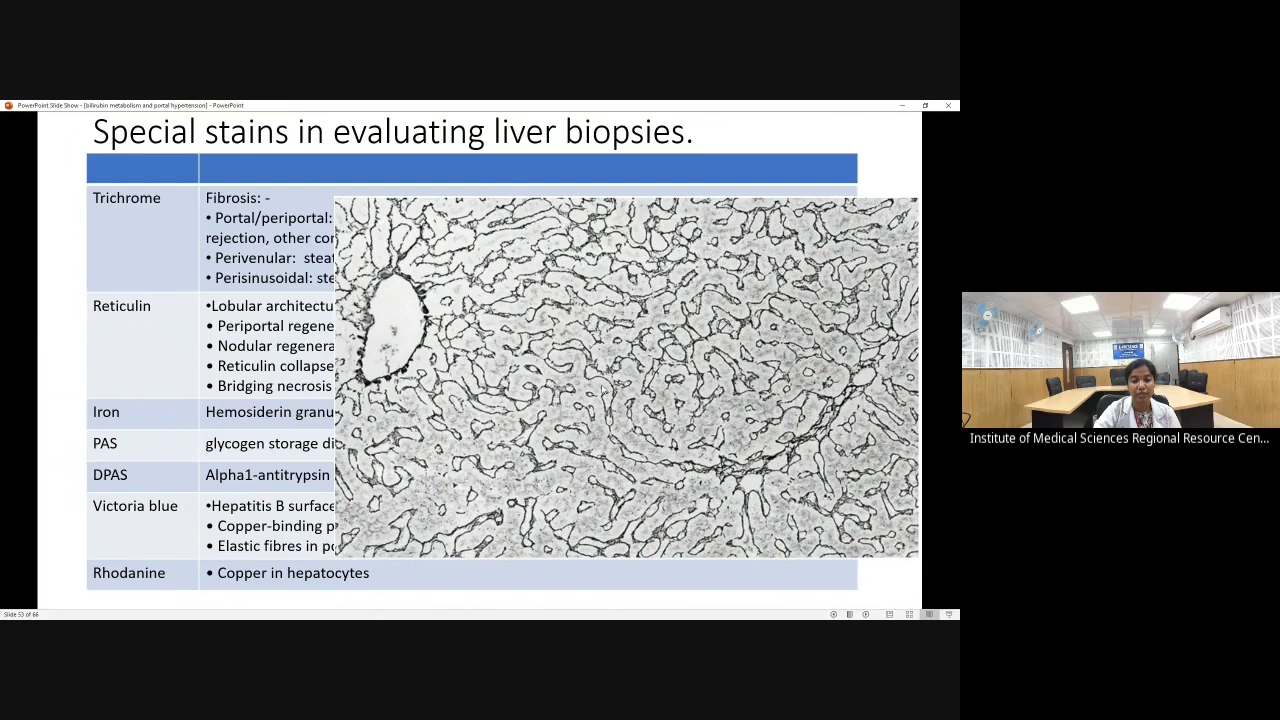 PowerPoint Slide Show - [bilirubin metabolism and portal hypertension] - PowerPoint
Special stains in evaluating liver biopsies.
Trichrome
Fibrosis: -
• Portal/periportal:
rejection, other cor
• Perivenular: steat
• Perisinusoidal: ste
Reticulin
•Lobular architectu
• Periportal regene
• Nodular regenera
• Reticulin collapse
• Bridging necrosis
Iron
Hemosiderin granu
PAS
glycogen storage di
DPAS
Alpha1-antitrypsin
Victoria blue
•Hepatitis B surface
• Copper-binding p
• Elastic fibres in po
Rhodanine
• Copper in hepatocytes
Slide 53 of 66
Institute of Medical Sciences Regional Resource Cen...